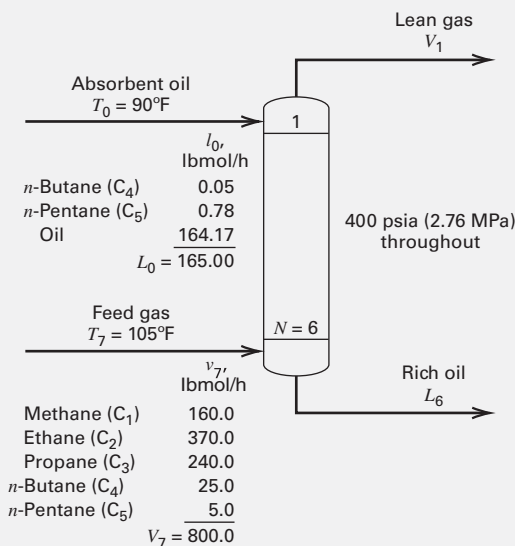 Lean gas
V1
Absorbent oil
T0 = 90°F
1
l0,
lbmol/h
n-Butane (C4) 0.05
n-Pentane (C5) 0.78
Oil 164.17
L0 = 165.00
400 psia (2.76 MPa)
throughout
Feed gas
T7 = 105°F
N = 6
v7,
lbmol/h
Rich oil
L6
Methane (C1) 160.0
Ethane (C2) 370.0
Propane (C3) 240.0
n-Butane (C4) 25.0
n-Pentane (C5) 5.0
V7 = 800.0